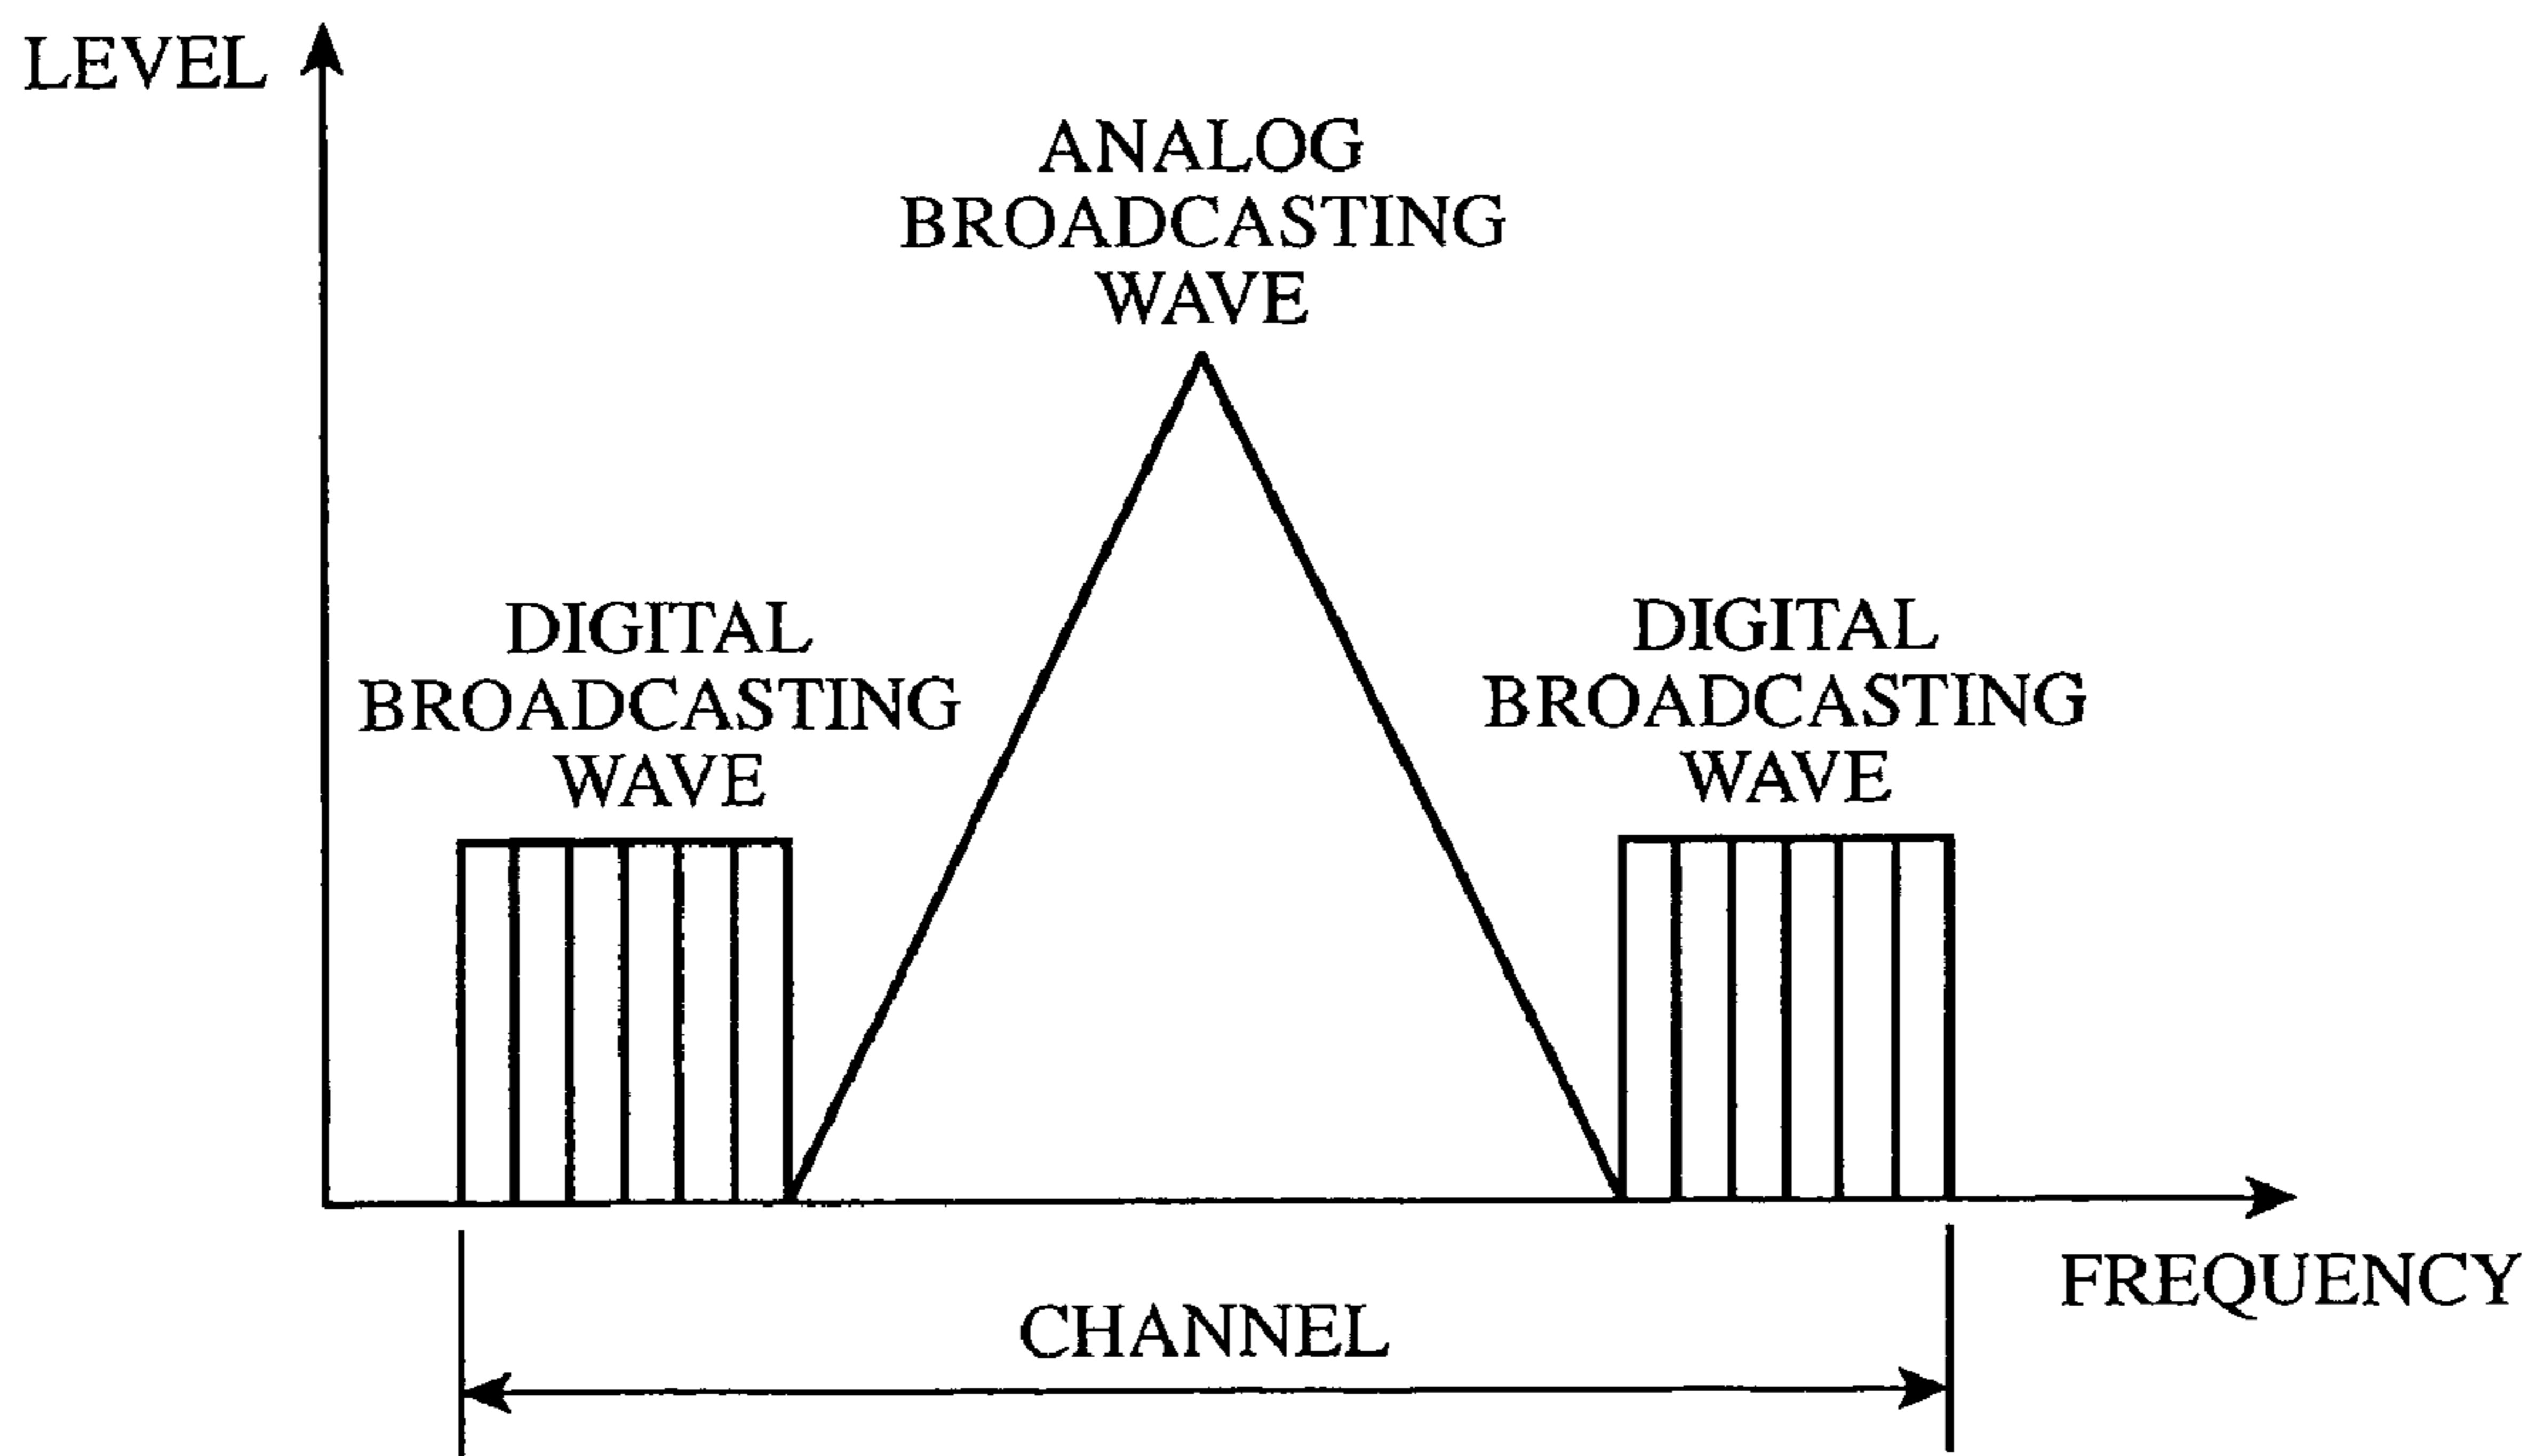 LEVEL
ANALOG
BROADCASTING
WAVE
DIGITAL
BROADCASTING
WAVE
DIGITAL
BROADCASTING
WAVE
FREQUENCY
CHANNEL